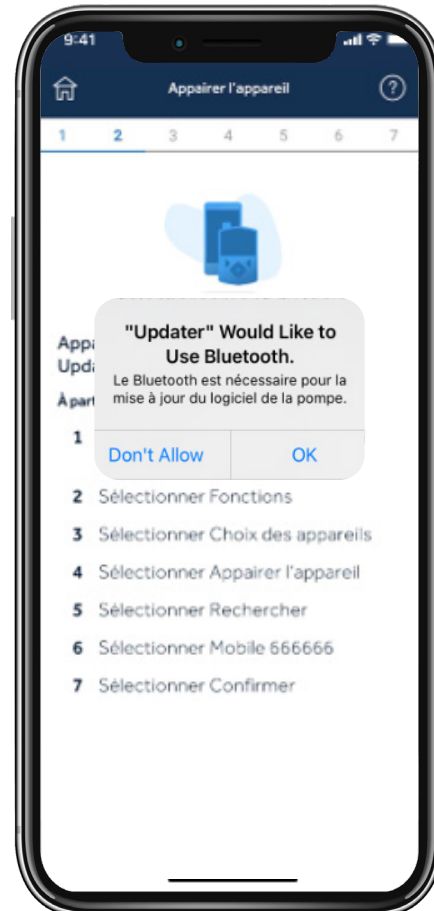 9:41
Appairer l'appareil
?
1 2 3 4 5 6 7
"Updater" Would Like to
Use Bluetooth.
Le Bluetooth est nécessaire pour la
mise à jour du logiciel de la pompe.
Don't Allow OK
1
2 Sélectionner Fonctions
3 Sélectionner Choix des appareils
4 Sélectionner Appairer l'appareil
5 Sélectionner Rechercher
6 Sélectionner Mobile 666666
7 Sélectionner Confirmer